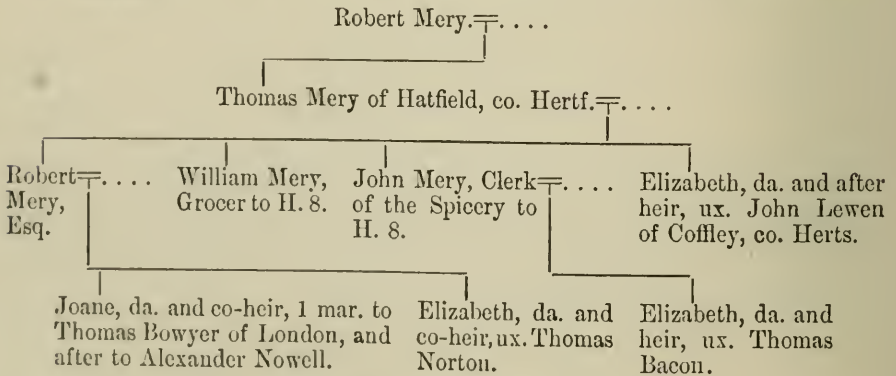 Robert Mery.╤. . . .
Thomas Mery of Hatfield, co. Hertf.╤. . . .
Robert╤. . . .
Mery,
Esq.
William Mery,
Grocer to H. 8.
John Mery, Clerk╤. . . .
of the Spicery to
H. 8.
Elizabeth, da. and after
heir, ux. John Lewen
of Coffley, co. Herts.
Joane, da. and co-heir, 1 mar. to
Thomas Bowyer of London, and
after to Alexander Nowell.
Elizabeth, da. and
co-heir, ux. Thomas
Norton.
Elizabeth, da. and
heir, ux. Thomas
Bacon.